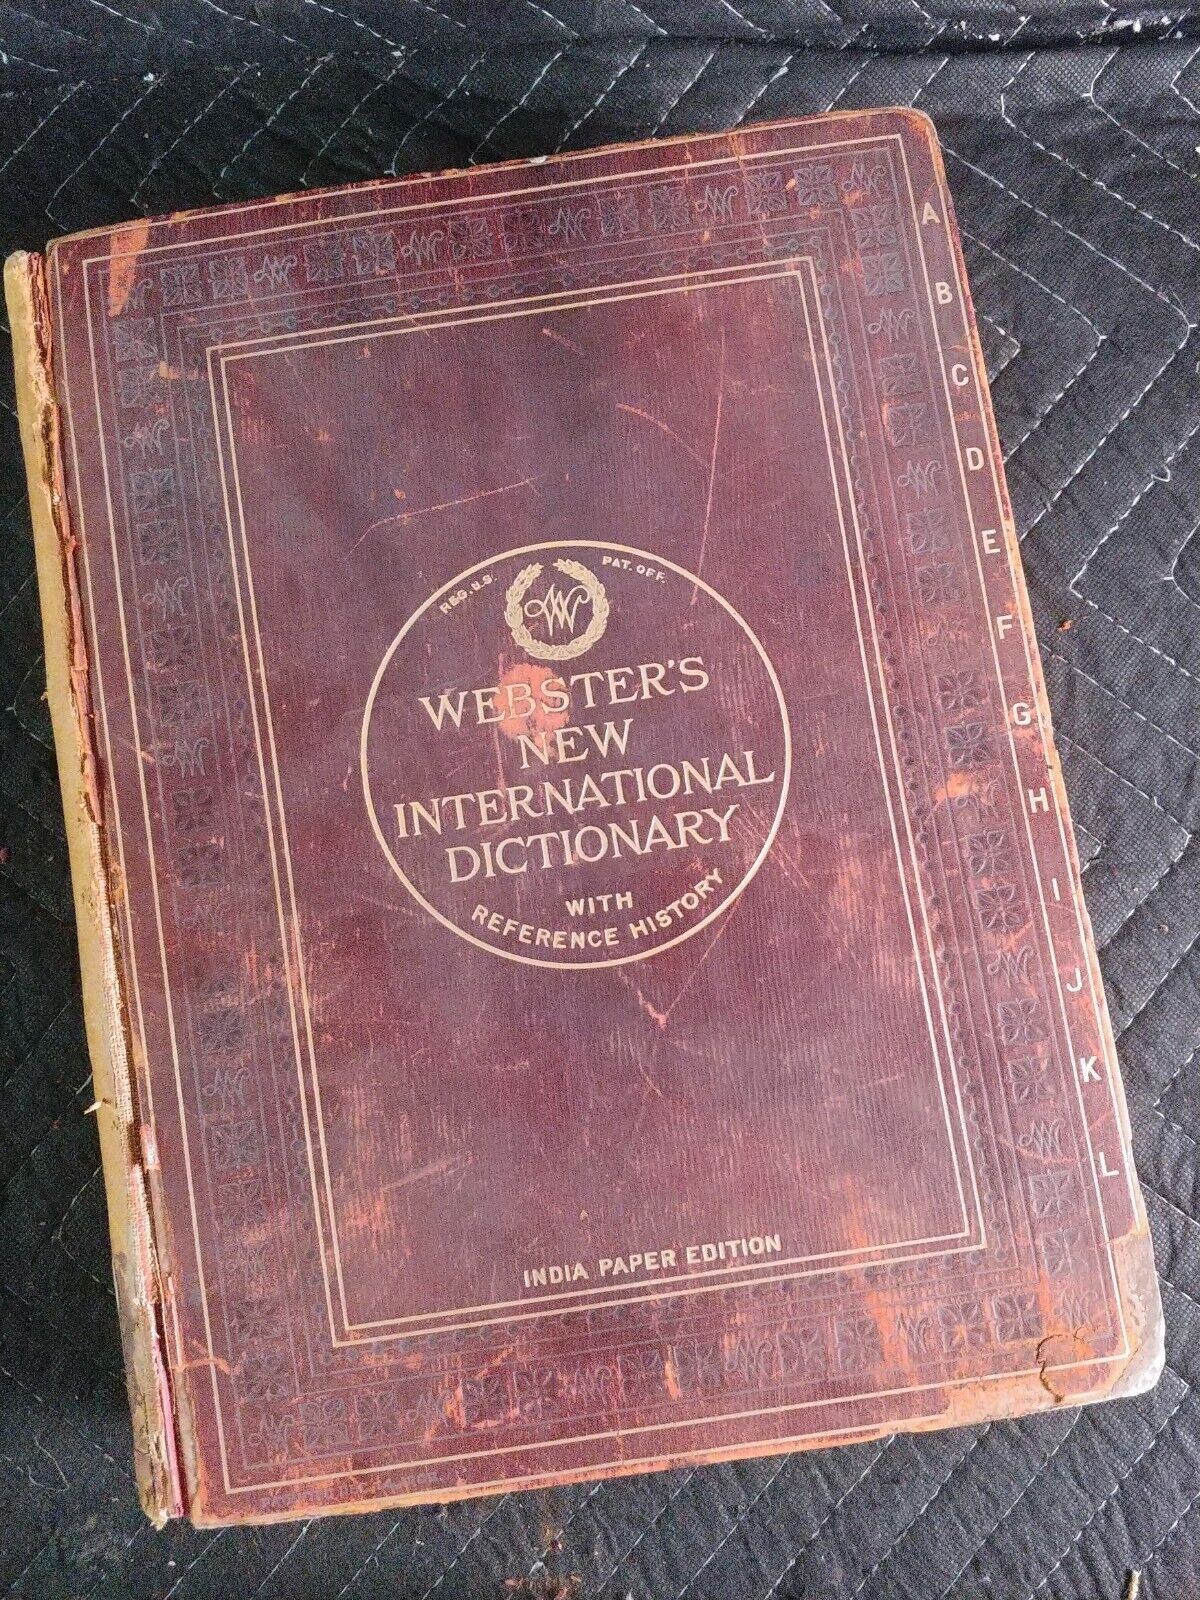 REG. U.S. PAT. OFF.
W
WEBSTER'S
NEW
INTERNATIONAL
DICTIONARY
WITH
REFERENCE HISTORY
INDIA PAPER EDITION
A
B
C
D
E
F
G
H
I
J
K
L